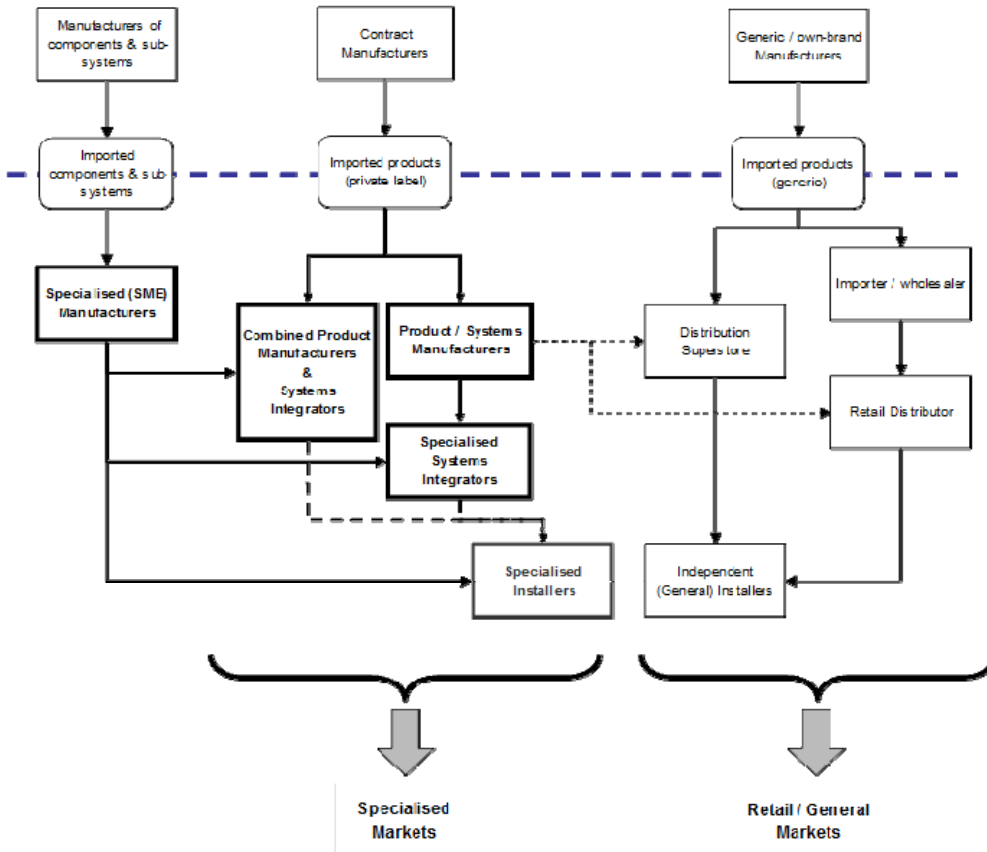 Manufacturers of
components & sub-
systems
Contract
Manufacturers
Generic / own-brand
Manufacturers
Imported
components & sub-
systems
Imported products
(private label)
Imported products
(generic)
Specialised (SME)
Manufacturers
Combined Product
Manufacturers
&
Systems
Integrators
Product / Systems
Manufacturers
Distribution
Superstore
Importer / wholesaler
Retail Distributor
Specialised
Systems
Integrators
Specialised
Installers
Independent
(General) Installers
Specialised
Markets
Retail / General
Markets